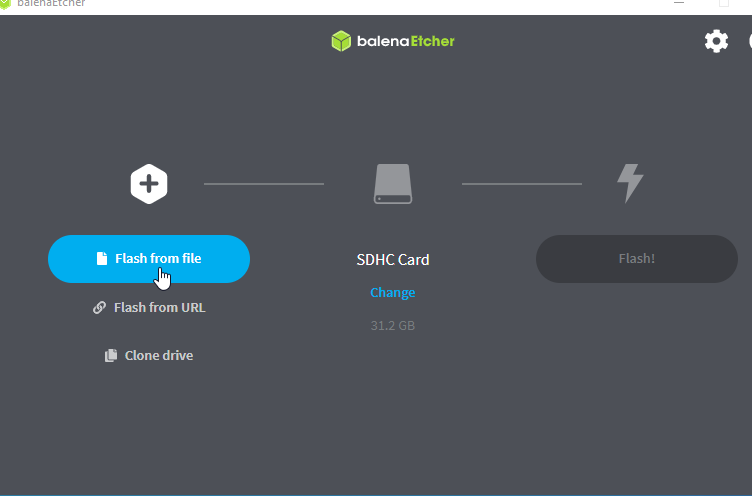 balenaEtcher
balenaEtcher
Flash from file
SDHC Card
Flash!
Change
Flash from URL
31.2 GB
Clone drive